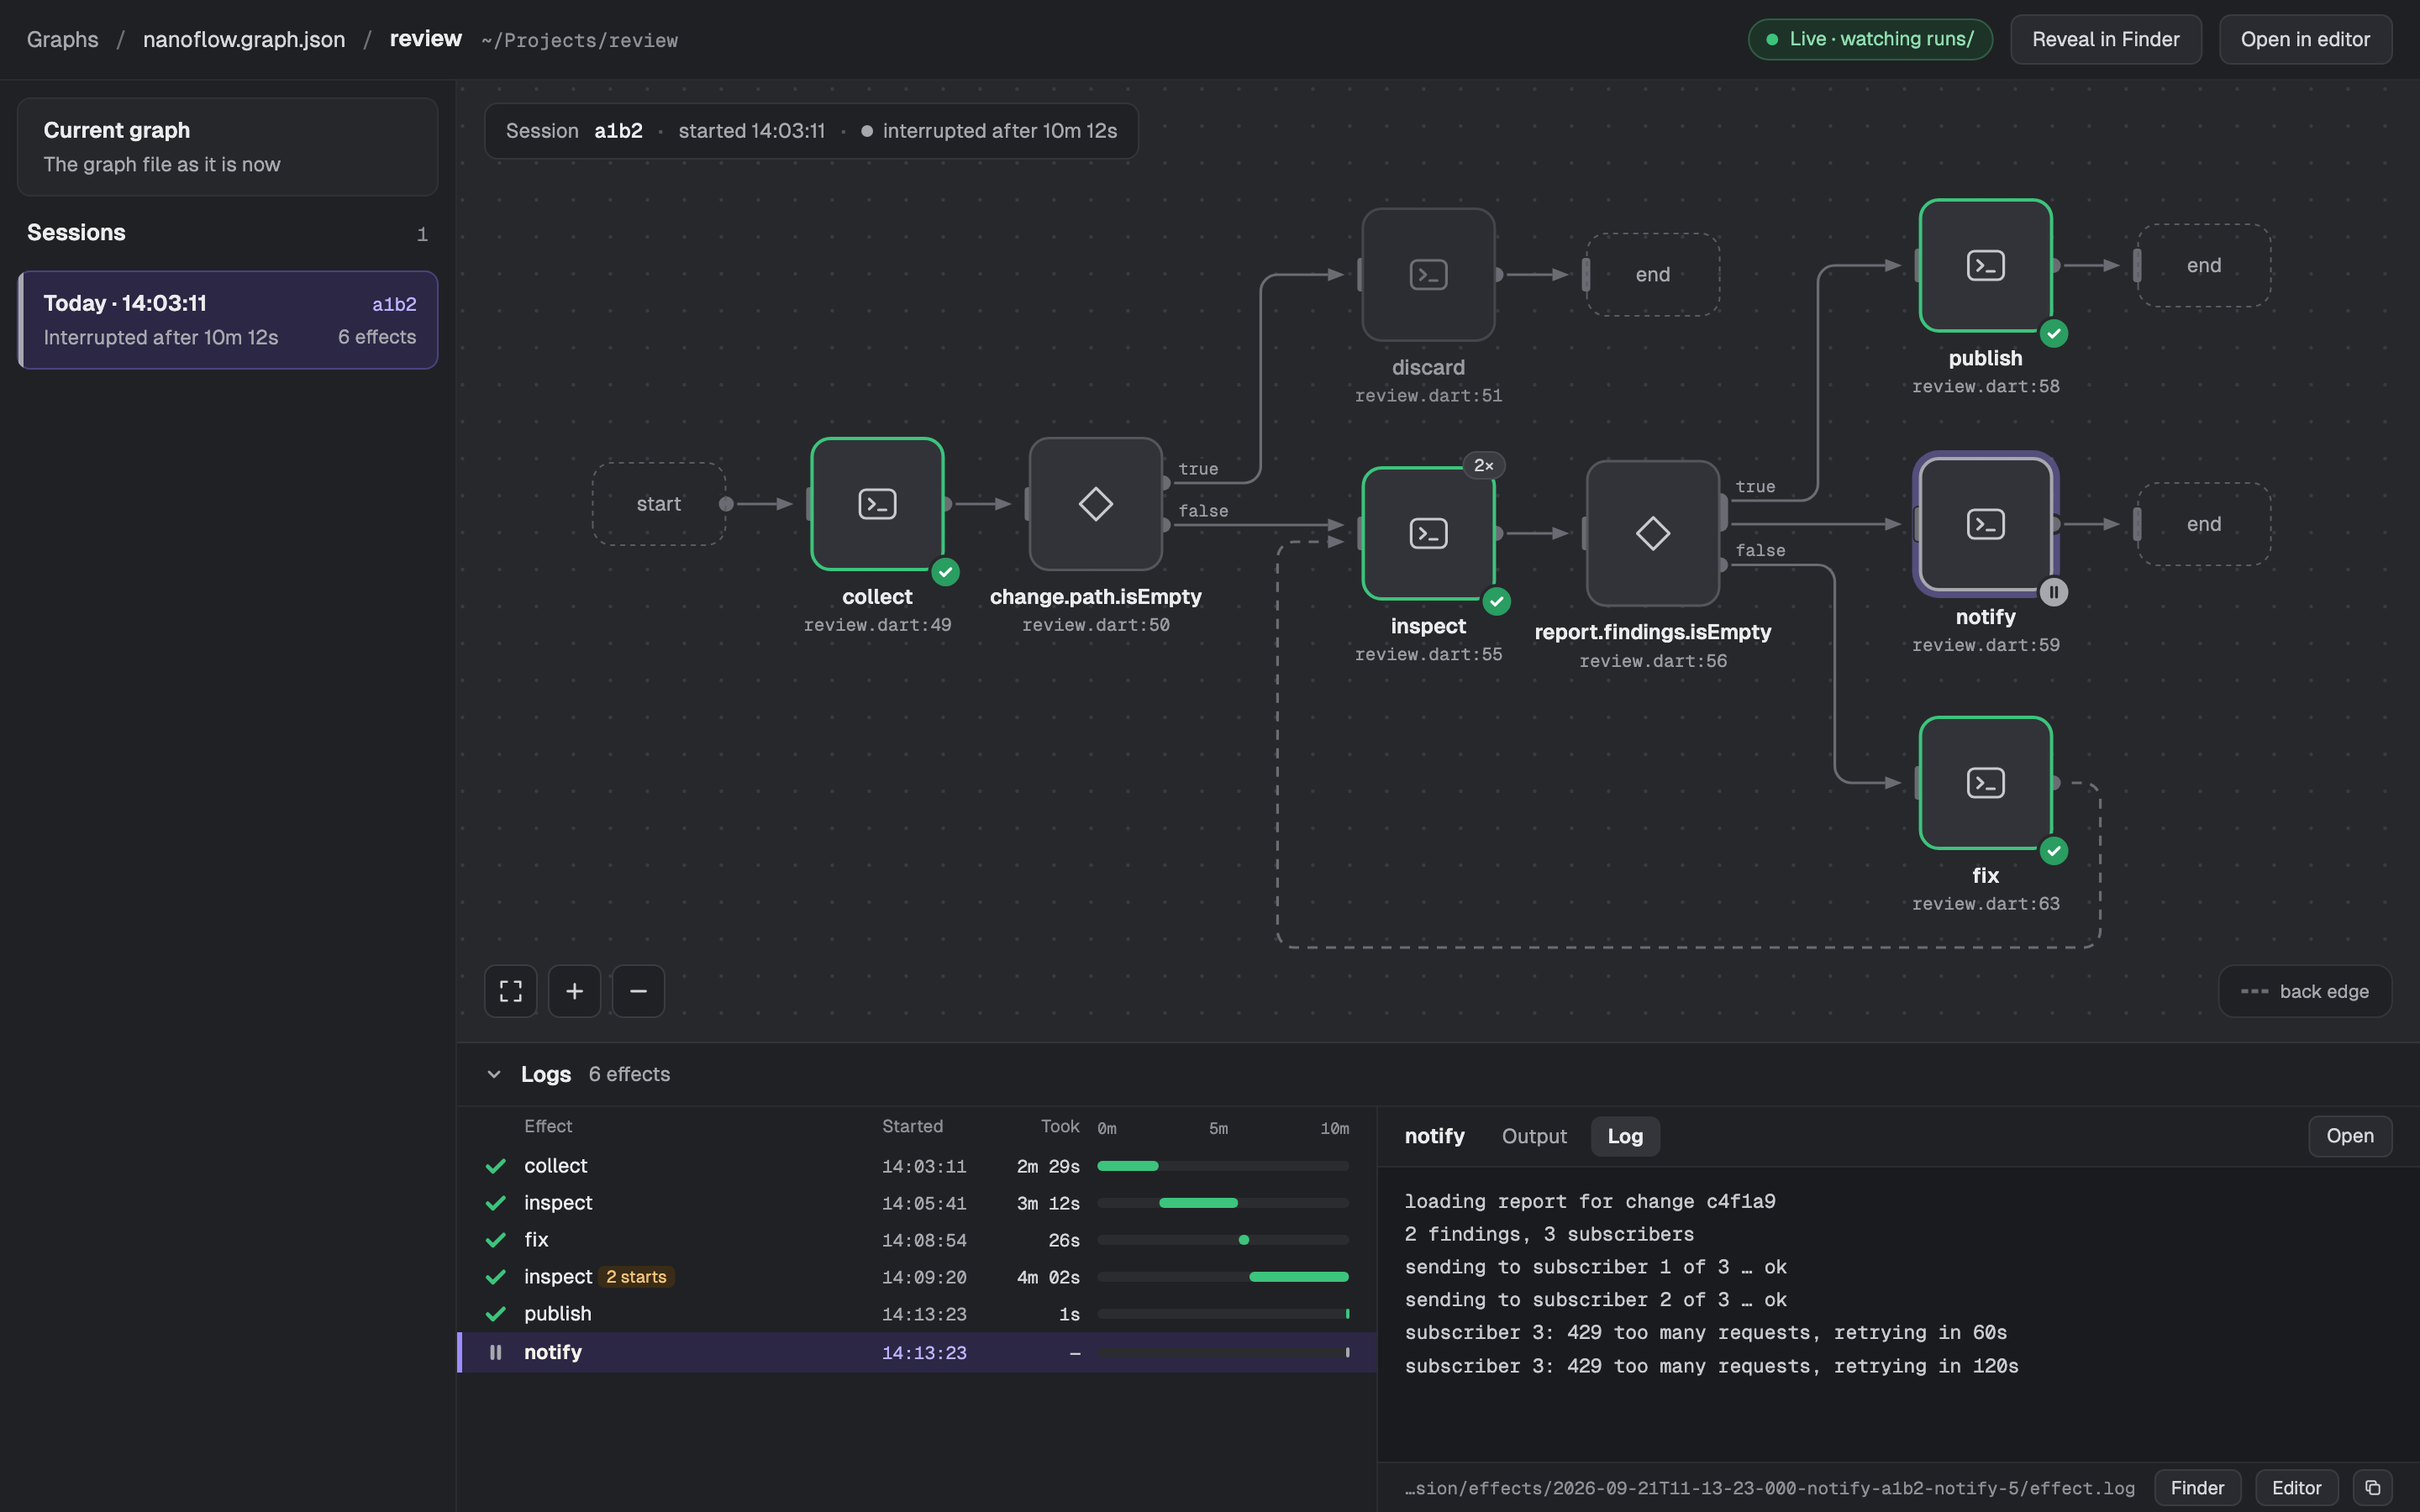 Graphs / nanoflow.graph.json / review ~/Projects/review
Live · watching runs/
Reveal in Finder
Open in editor
Current graph
The graph file as it is now
Sessions 1
Today · 14:03:11 a1b2
Interrupted after 10m 12s 6 effects
Session a1b2 · started 14:03:11 · interrupted after 10m 12s
start
collect
review.dart:49
change.path.isEmpty
review.dart:50
true
false
discard
review.dart:51
end
2×
inspect
review.dart:55
report.findings.isEmpty
review.dart:56
true
false
publish
review.dart:58
end
notify
review.dart:59
end
fix
review.dart:63
back edge
Logs 6 effects
Effect Started Took 0m 5m 10m
collect 14:03:11 2m 29s
inspect 14:05:41 3m 12s
fix 14:08:54 26s
inspect 2 starts 14:09:20 4m 02s
publish 14:13:23 1s
notify 14:13:23 –
notify Output Log Open
loading report for change c4f1a9
2 findings, 3 subscribers
sending to subscriber 1 of 3 … ok
sending to subscriber 2 of 3 … ok
subscriber 3: 429 too many requests, retrying in 60s
subscriber 3: 429 too many requests, retrying in 120s
…sion/effects/2026-09-21T11-13-23-000-notify-a1b2-notify-5/effect.log
Finder
Editor